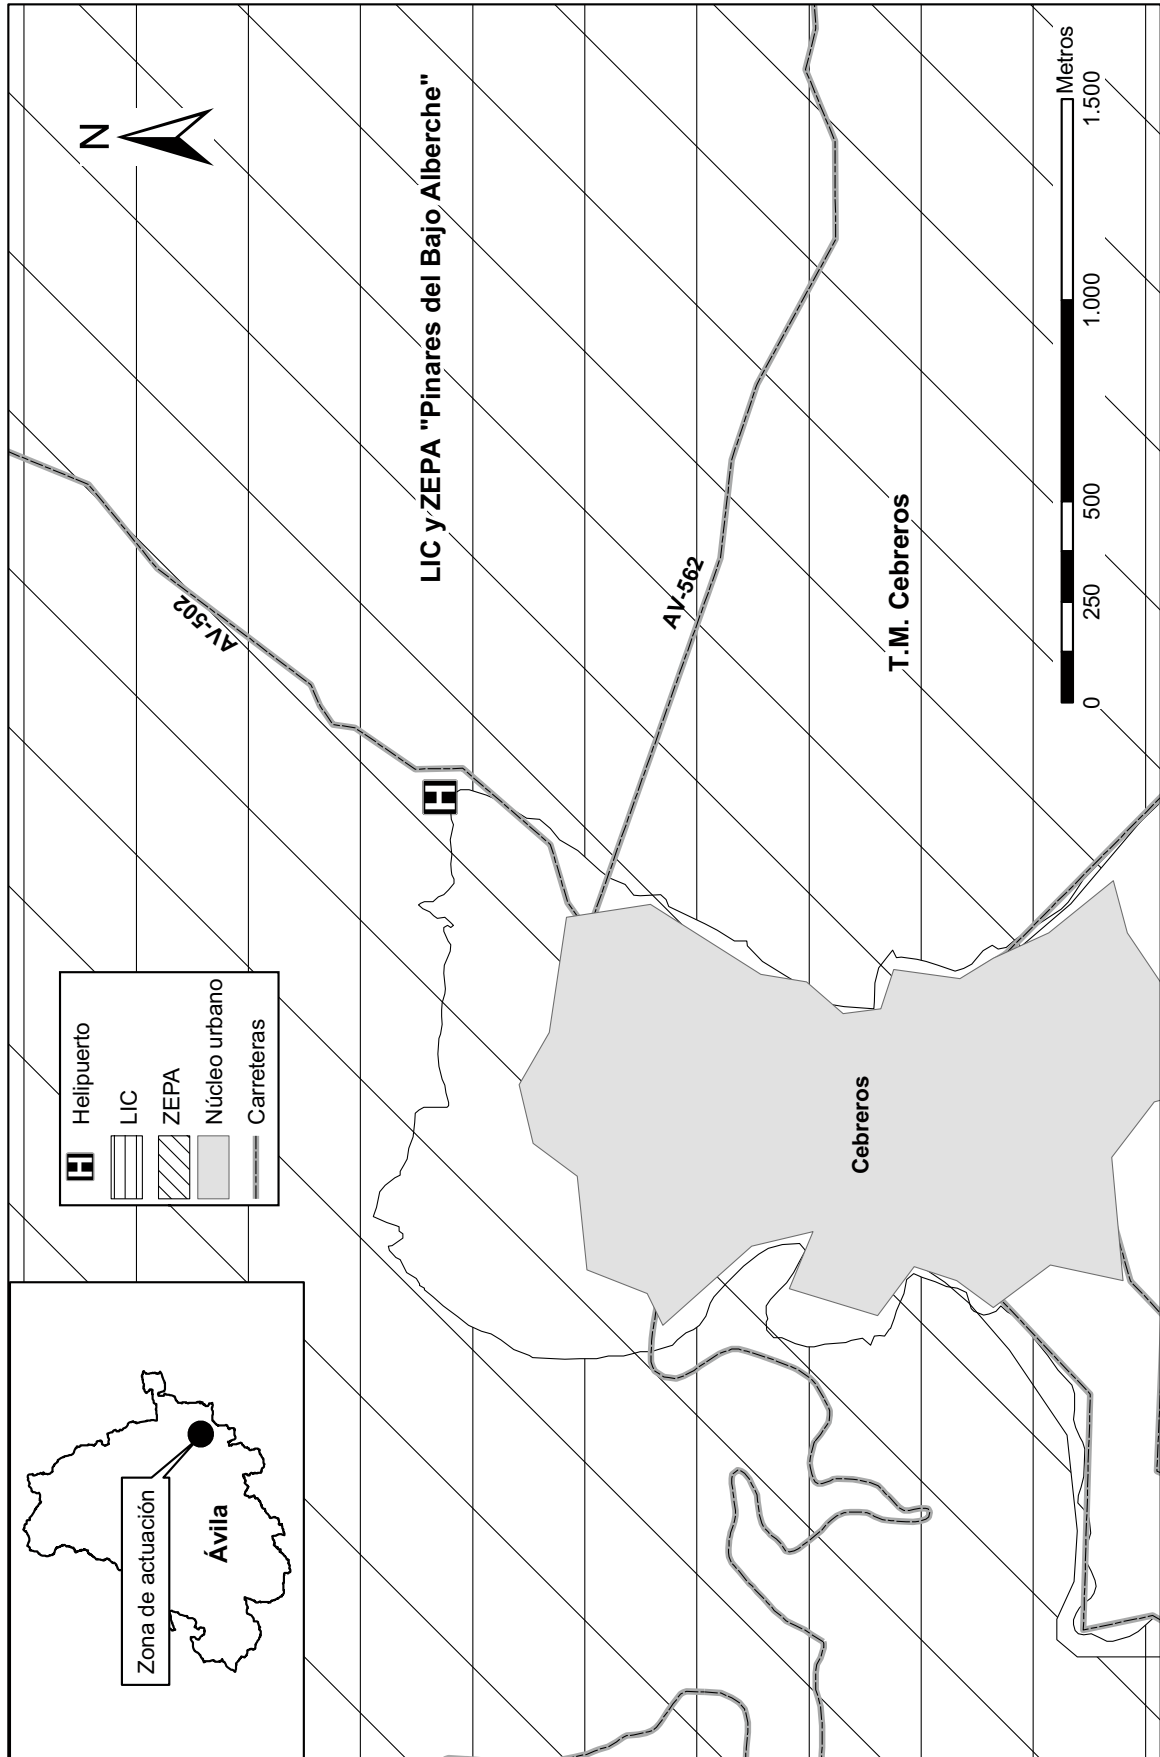 Zona de actuación
Ávila
H
Helipuerto
LIC
ZEPA
Núcleo urbano
Carreteras
N
AV-502
H
LIC y ZEPA "Pinares del Bajo Alberche"
AV-562
Cebreros
T.M. Cebreros
Metros
0 250 500 1.000 1.500